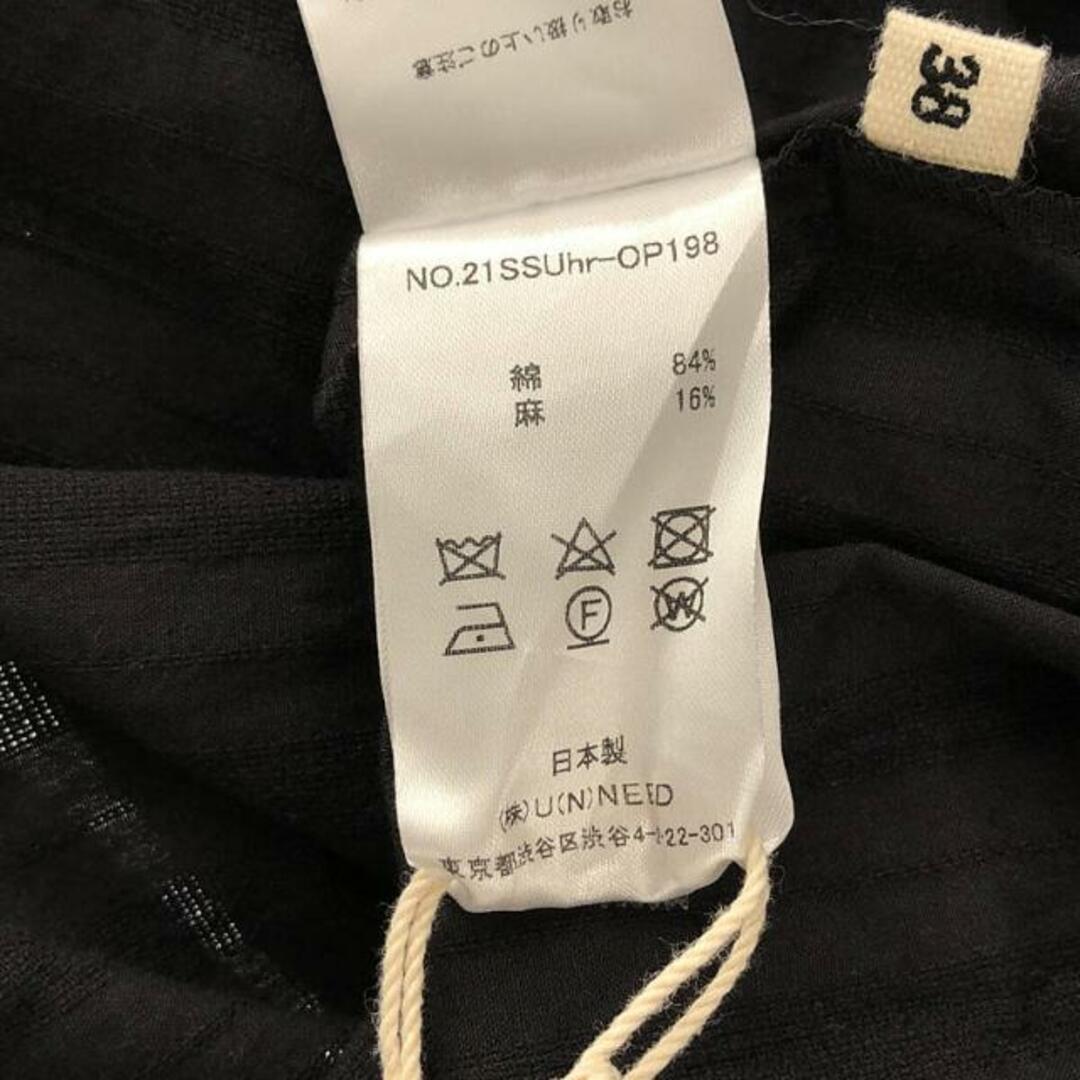 お取り扱い上のご注意
38
NO.21SSUhr-OP198
綿 84%
麻 16%
F
W
日本製
(株)U(N)NEED
東京都渋谷区渋谷4-1-22-301